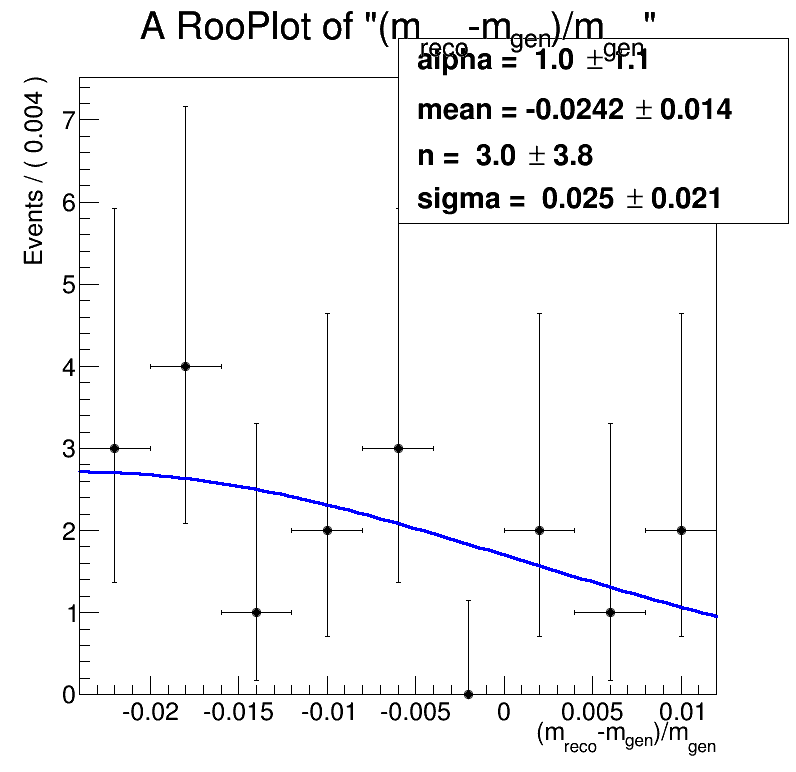 A RooPlot of "(m_reco-m_gen)/m_gen"
alpha = 1.0 ± 1.1
mean = -0.0242 ± 0.014
n = 3.0 ± 3.8
sigma = 0.025 ± 0.021
Events / ( 0.004 )
7
6
5
4
3
2
1
0
-0.02 -0.015 -0.01 -0.005 0 0.005 0.01
(m_reco-m_gen)/m_gen